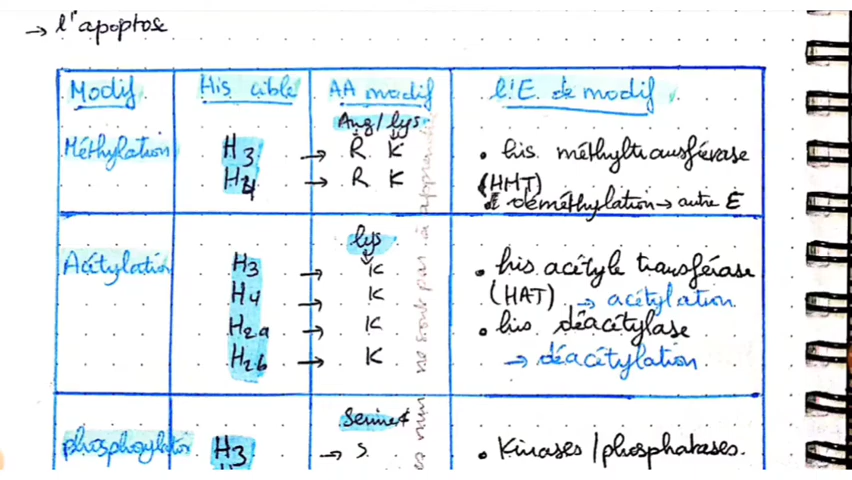 → l'apoptose
Modif His cible AA modif l'E. de modif
Arg/lys
Méthylation H3 → R K • his méthyltransférase
H4 → R K (HMT)
déméthylation → autre E
lys
Acétylation H3 → K • his acétyle transférase
H4 → K (HAT) → acétylation
H2a → K • his déacétylase
H2b → K → déacétylation
Serine
phosphorylation H3 → S • Kinases/phosphatases.